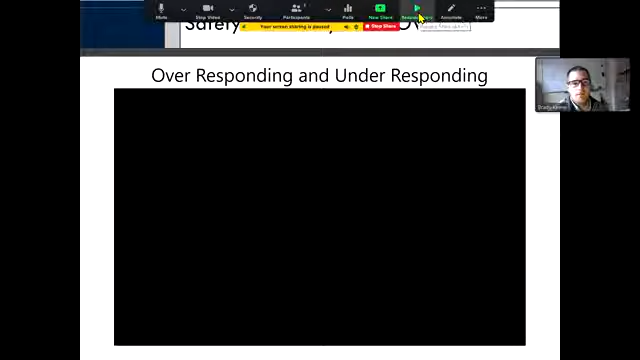 Mute Stop Video Security Participants Polls New Share Annotate More
Your screen sharing is paused Stop Share
Safety
Over Responding and Under Responding